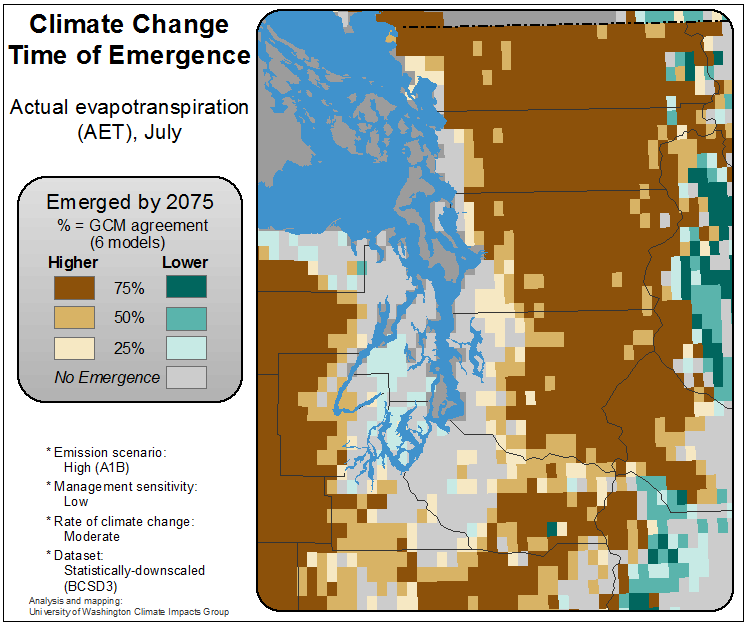 Climate Change
Time of Emergence
Actual evapotranspiration
(AET), July
Emerged by 2075
% = GCM agreement
(6 models)
Higher Lower
75%
50%
25%
No Emergence
* Emission scenario:
High (A1B)
* Management sensitivity:
Low
* Rate of climate change:
Moderate
* Dataset:
Statistically-downscaled
(BCSD3)
Analysis and mapping:
University of Washington Climate Impacts Group